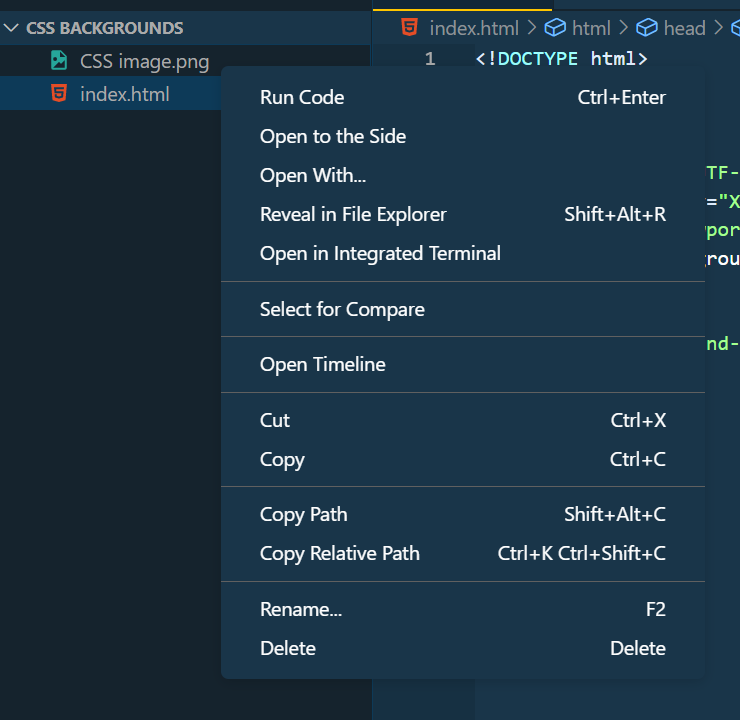 CSS BACKGROUNDS
CSS image.png
index.html
index.html > html > head >
1 <!DOCTYPE html>
TF-
="X
por
grou
nd-
Run Code Ctrl+Enter
Open to the Side
Open With...
Reveal in File Explorer Shift+Alt+R
Open in Integrated Terminal
Select for Compare
Open Timeline
Cut Ctrl+X
Copy Ctrl+C
Copy Path Shift+Alt+C
Copy Relative Path Ctrl+K Ctrl+Shift+C
Rename... F2
Delete Delete